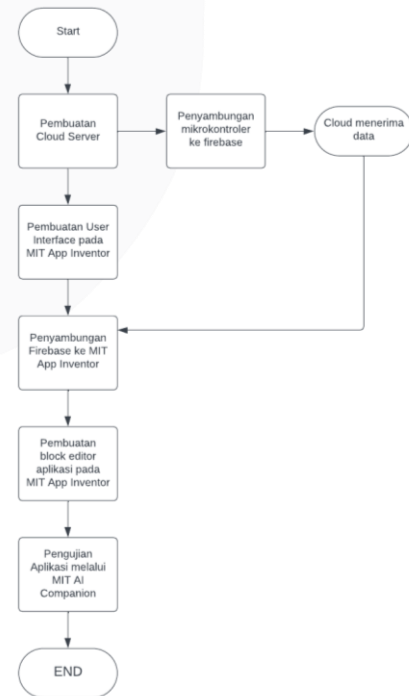 Start
Pembuatan
Cloud Server
Penyambungan
mikrokontroler
ke firebase
Cloud menerima
data
Pembuatan User
Interface pada
MIT App Inventor
Penyambungan
Firebase ke MIT
App Inventor
Pembuatan
block editor
aplikasi pada
MIT App Inventor
Pengujian
Aplikasi melalui
MIT AI
Companion
END